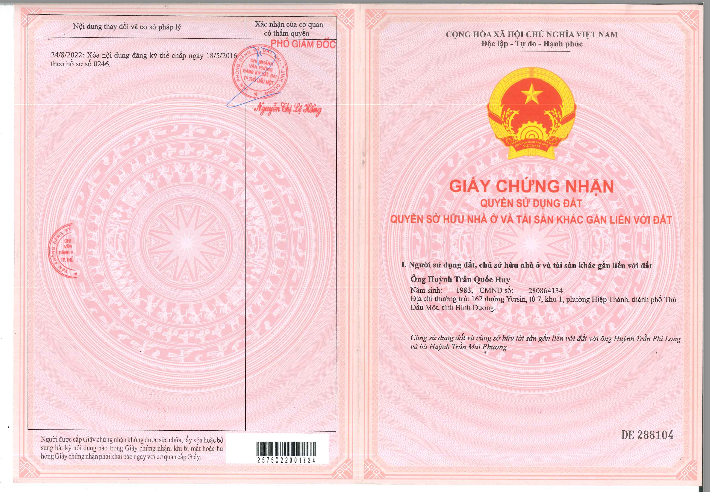 Nội dung thay đổi và cơ sở pháp lý
Xác nhận của cơ quan
có thẩm quyền
24/8/2022: Xóa nội dung đăng ký thế chấp ngày 18/5/2016
theo hồ sơ số 0246.
PHÓ GIÁM ĐỐC
Nguyễn Thị Lệ Hằng
Người được cấp Giấy chứng nhận không được sửa chữa, tẩy xóa hoặc bổ
sung bất kỳ nội dung nào trong Giấy chứng nhận; khi bị mất hoặc hư
hỏng Giấy chứng nhận phải khai báo ngay với cơ quan cấp Giấy.
CỘNG HÒA XÃ HỘI CHỦ NGHĨA VIỆT NAM
Độc lập - Tự do - Hạnh phúc
GIẤY CHỨNG NHẬN
QUYỀN SỬ DỤNG ĐẤT
QUYỀN SỞ HỮU NHÀ Ở VÀ TÀI SẢN KHÁC GẮN LIỀN VỚI ĐẤT
I. Người sử dụng đất, chủ sở hữu nhà ở và tài sản khác gắn liền với đất
Ông Huỳnh Trần Quốc Huy
Năm sinh: 1983, CMND số: 280864134
Địa chỉ thường trú: 162 đường Yersin, tổ 7, khu 1, phường Hiệp Thành, thành phố Thủ
Dầu Một, tỉnh Bình Dương.
Cùng sử dụng đất và cùng sở hữu tài sản gắn liền với đất với ông Huỳnh Trần Phi Long
và bà Huỳnh Trần Mai Phương
DE 288104